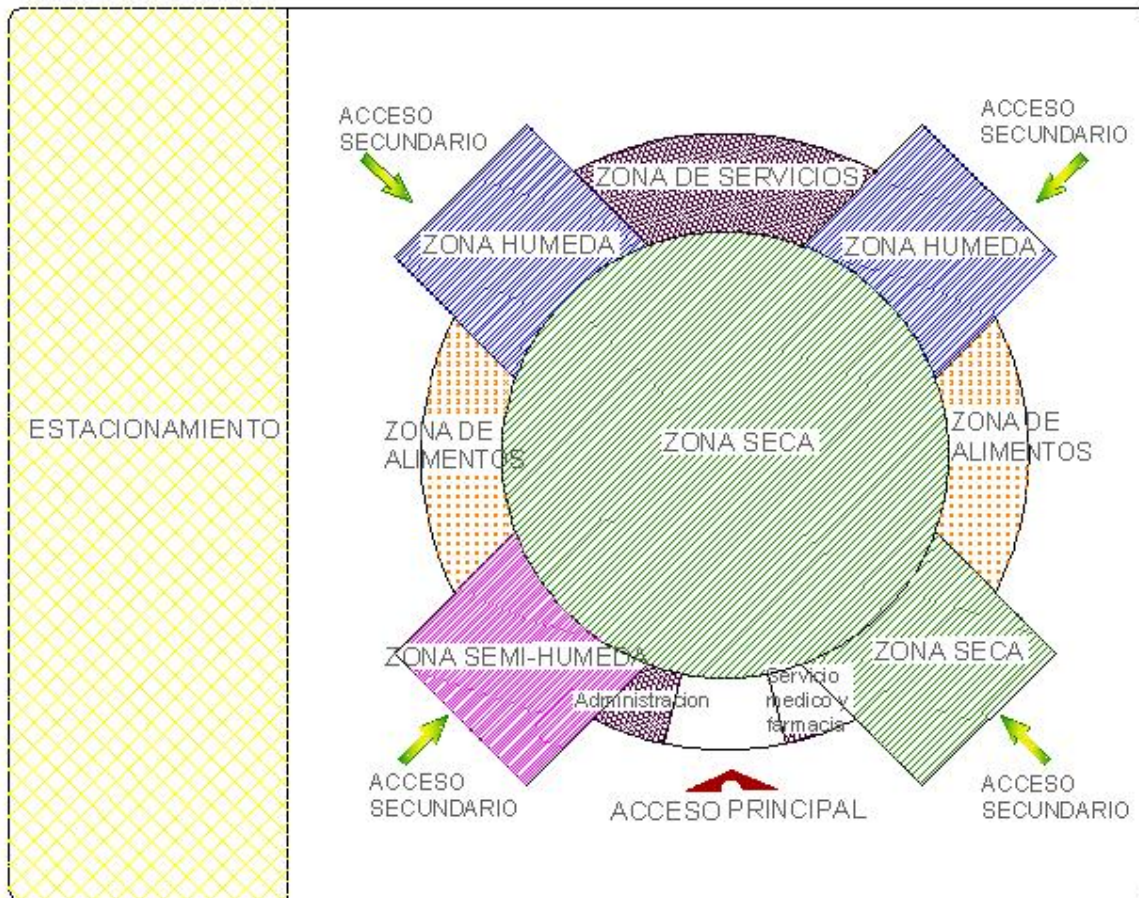 ACCESO
SECUNDARIO
ACCESO
SECUNDARIO
ZONA DE SERVICIOS
ZONA HUMEDA
ZONA HUMEDA
ESTACIONAMIENTO
ZONA DE
ALIMENTOS
ZONA SECA
ZONA DE
ALIMENTOS
ZONA SEMI-HUMEDA
ZONA SECA
Administracion
Servicio
medico y
farmacia
ACCESO
SECUNDARIO
ACCESO PRINCIPAL
ACCESO
SECUNDARIO